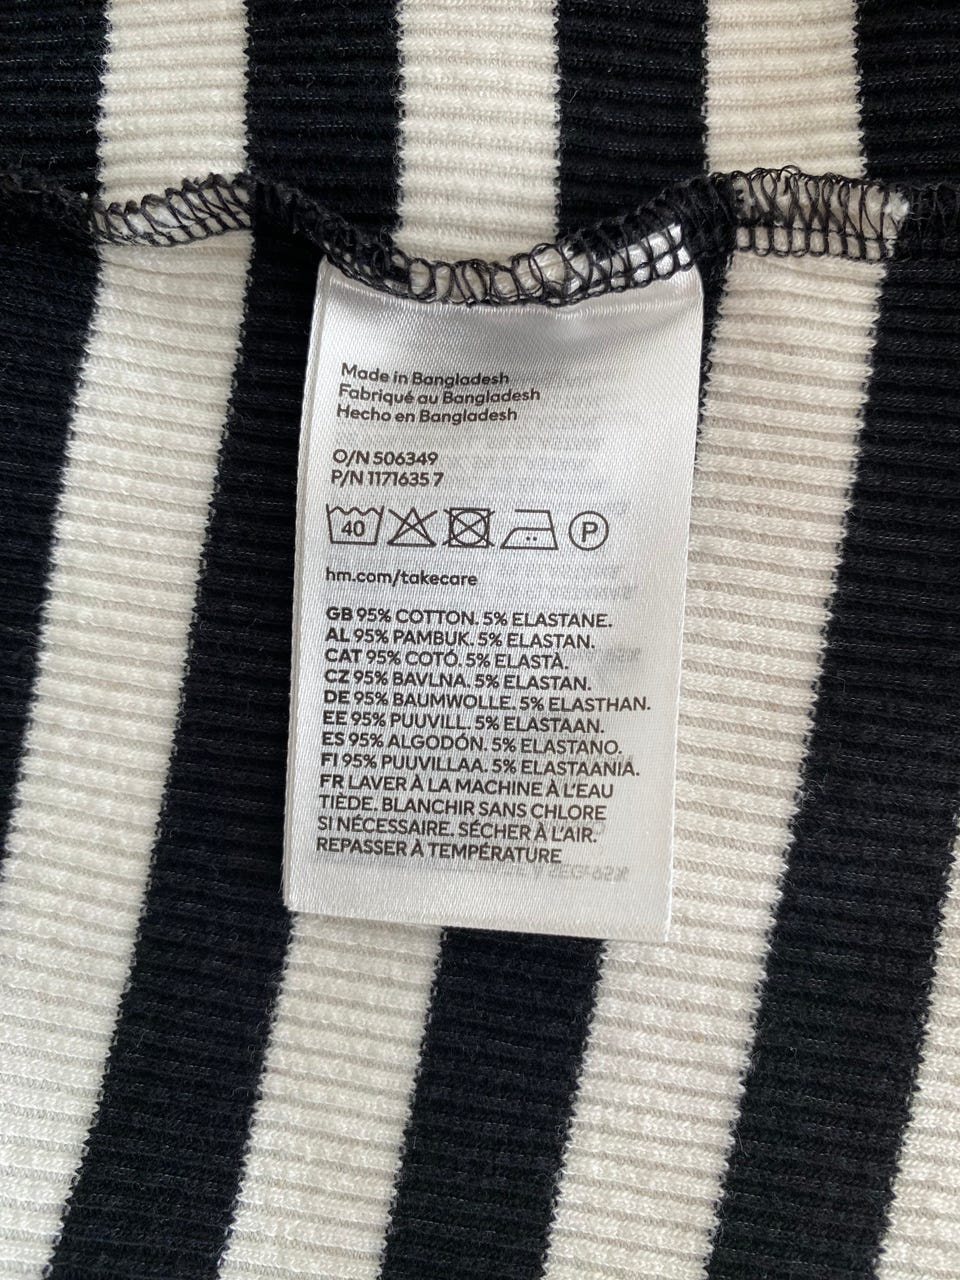 Made in Bangladesh
Fabriqué au Bangladesh
Hecho en Bangladesh
O/N 506349
P/N 1171635 7
40 P
hm.com/takecare
GB 95% COTTON. 5% ELASTANE.
AL 95% PAMBUK. 5% ELASTAN.
CAT 95% COTÓ. 5% ELASTÀ.
CZ 95% BAVLNA. 5% ELASTAN.
DE 95% BAUMWOLLE. 5% ELASTHAN.
EE 95% PUUVILL. 5% ELASTAAN.
ES 95% ALGODÓN. 5% ELASTANO.
FI 95% PUUVILLAA. 5% ELASTAANIA.
FR LAVER À LA MACHINE À L'EAU
TIÈDE. BLANCHIR SANS CHLORE
SI NÉCESSAIRE. SÉCHER À L'AIR.
REPASSER À TEMPÉRATURE